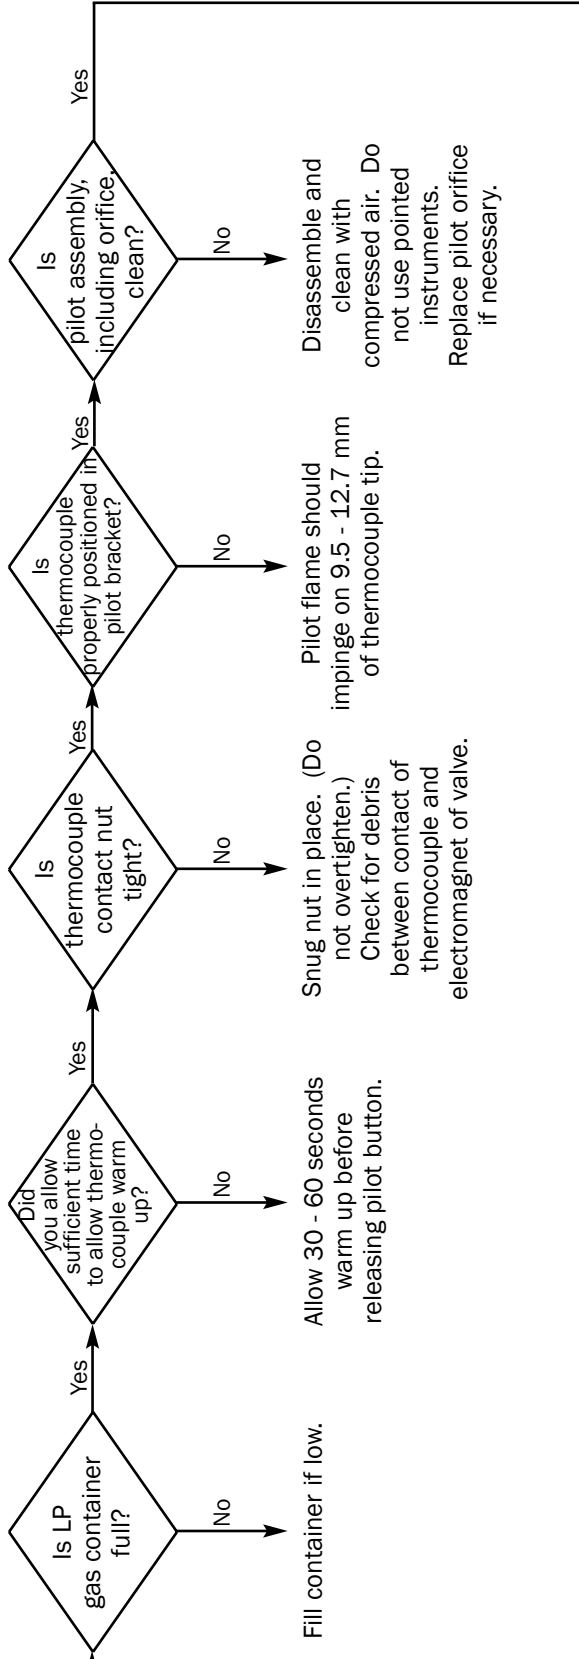 Is LP
gas container
full?
Yes
No
Fill container if low.
Did
you allow
sufficient time
to allow thermo-
couple warm
up?
Yes
No
Allow 30 - 60 seconds
warm up before
releasing pilot button.
Is
thermocouple
contact nut
tight?
Yes
No
Snug nut in place. (Do
not overtighten.)
Check for debris
between contact of
thermocouple and
electromagnet of valve.
Is
thermocouple
properly positioned in
pilot bracket?
Yes
No
Pilot flame should
impinge on 9.5 - 12.7 mm
of thermocouple tip.
Is
pilot assembly,
including orifice,
clean?
Yes
No
Disassemble and
clean with
compressed air. Do
not use pointed
instruments.
Replace pilot orifice
if necessary.